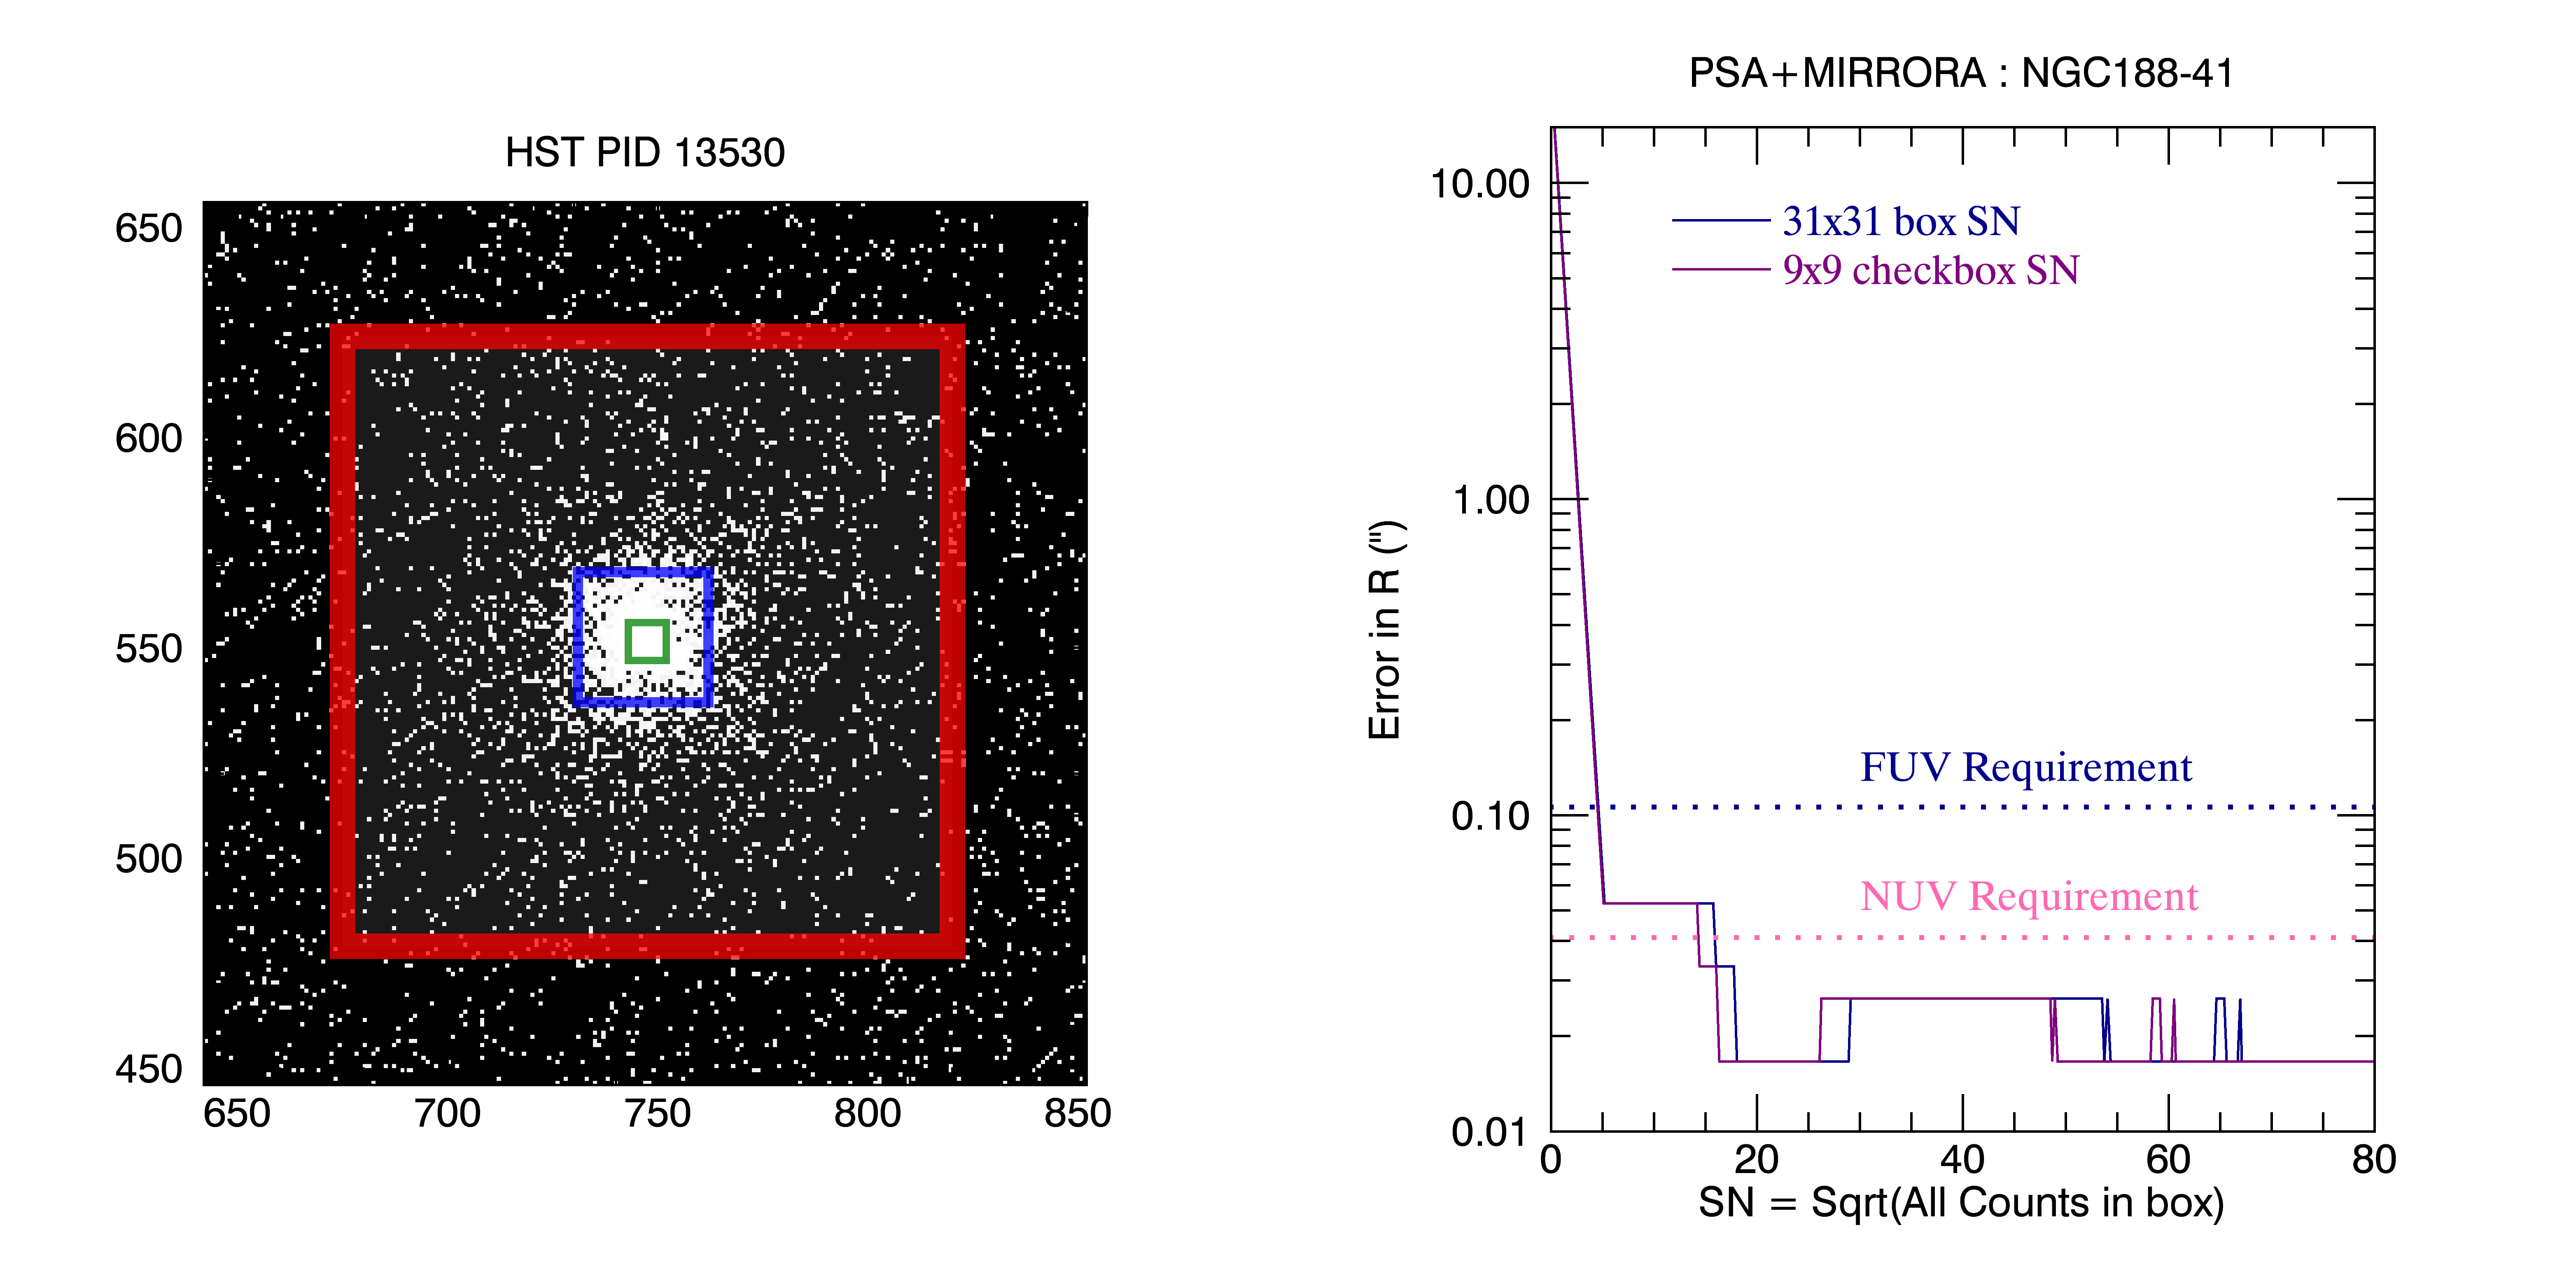 HST PID 13530
650
600
550
500
450
650 700 750 800 850
PSA+MIRRORA : NGC188-41
10.00
1.00
0.10
0.01
Error in R (")
31x31 box SN
9x9 checkbox SN
FUV Requirement
NUV Requirement
0 20 40 60 80
SN = Sqrt(All Counts in box)